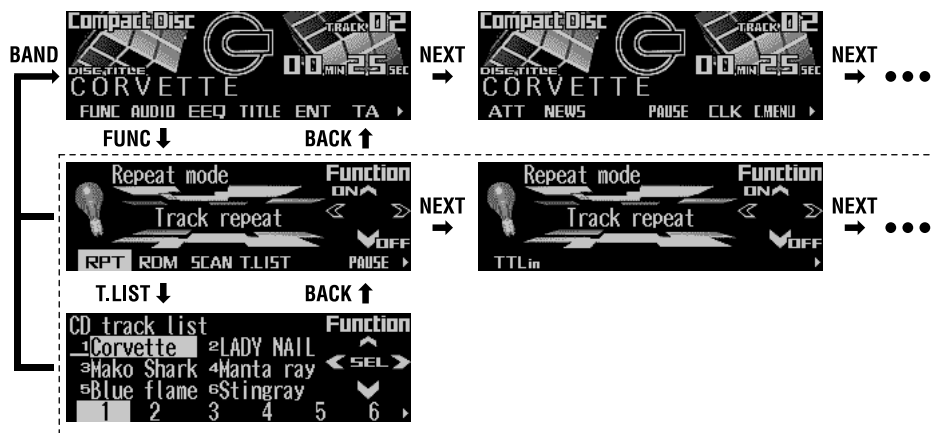 Compact Disc TRACK 02
00 MIN 25 SEC
DISC TITLE
CORVETTE
FUNC AUDIO EEQ TITLE ENT TA
BAND
NEXT
Compact Disc TRACK 02
00 MIN 25 SEC
DISC TITLE
CORVETTE
ATT NEWS PAUSE CLK C.MENU
NEXT
FUNC BACK
Repeat mode Function
ON
Track repeat
OFF
RPT RDM SCAN T.LIST PAUSE
NEXT
Repeat mode Function
ON
Track repeat
OFF
TTLin
NEXT
T.LIST BACK
CD track list Function
1Corvette 2LADY NAIL
3Mako Shark 4Manta ray SEL
5Blue flame 6Stingray
1 2 3 4 5 6